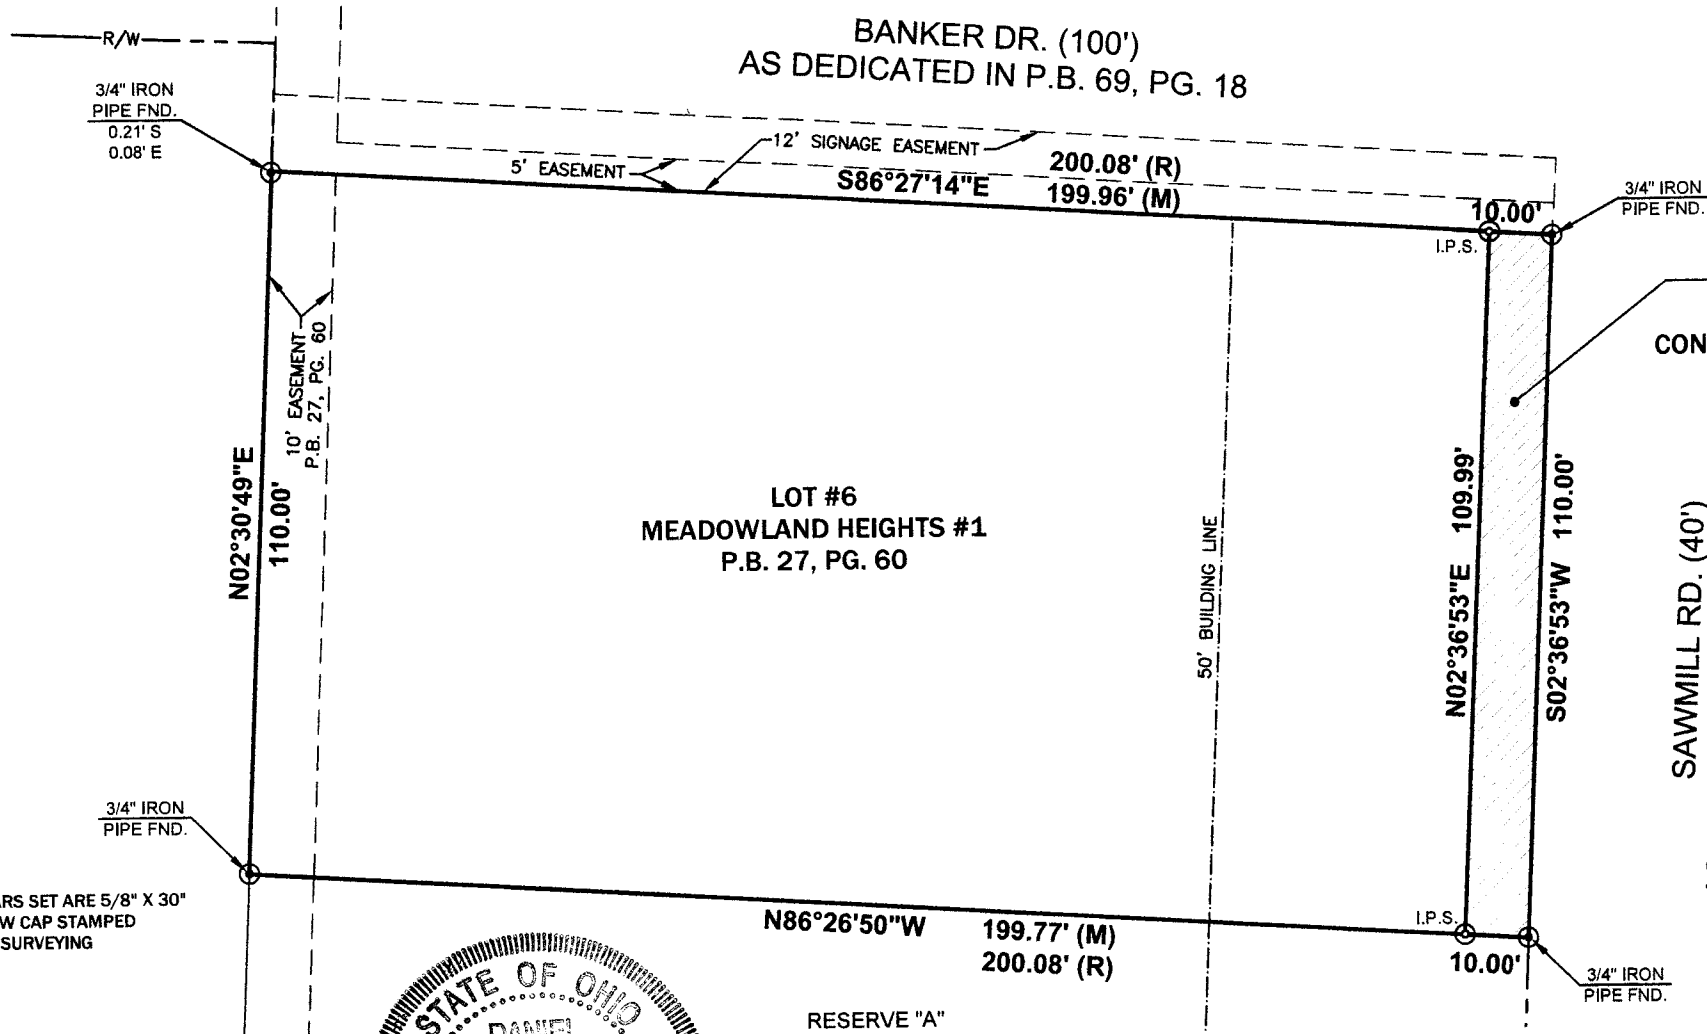 BANKER DR. (100')
AS DEDICATED IN P.B. 69, PG. 18
R/W
3/4" IRON
PIPE FND.
0.21' S
0.08' E
12' SIGNAGE EASEMENT
5' EASEMENT
200.08' (R)
S86°27'14"E
199.96' (M)
10.00'
3/4" IRON
PIPE FND.
I.P.S.
CON
10' EASEMENT
P.B. 27, PG. 60
N02°30'49"E
110.00'
LOT #6
MEADOWLAND HEIGHTS #1
P.B. 27, PG. 60
50' BUILDING LINE
N02°36'53"E 109.99'
S02°36'53"W 110.00'
SAWMILL RD. (40')
3/4" IRON
PIPE FND.
ARS SET ARE 5/8" X 30"
W CAP STAMPED
SURVEYING
N86°26'50"W
199.77' (M)
200.08' (R)
I.P.S.
10.00'
3/4" IRON
PIPE FND.
STATE OF OHIO
DANIEL
RESERVE "A"